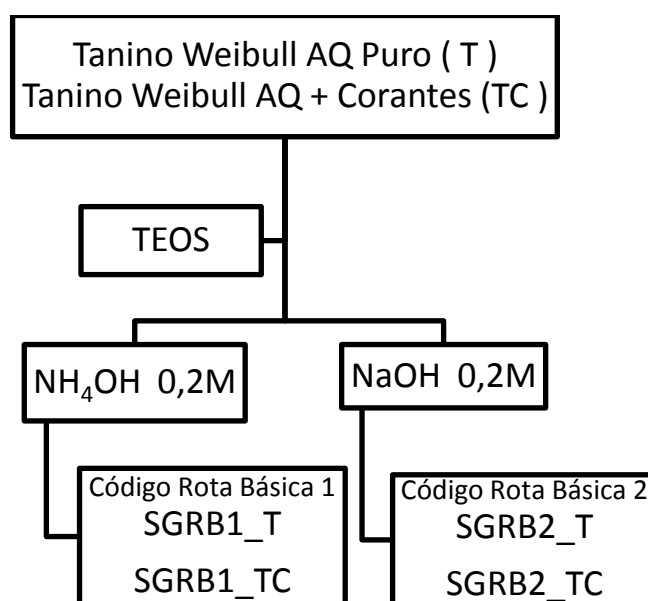 Tanino Weibull AQ Puro ( T )
Tanino Weibull AQ + Corantes (TC )
TEOS
NH₄OH 0,2M
NaOH 0,2M
Código Rota Básica 1
SGRB1_T
SGRB1_TC
Código Rota Básica 2
SGRB2_T
SGRB2_TC